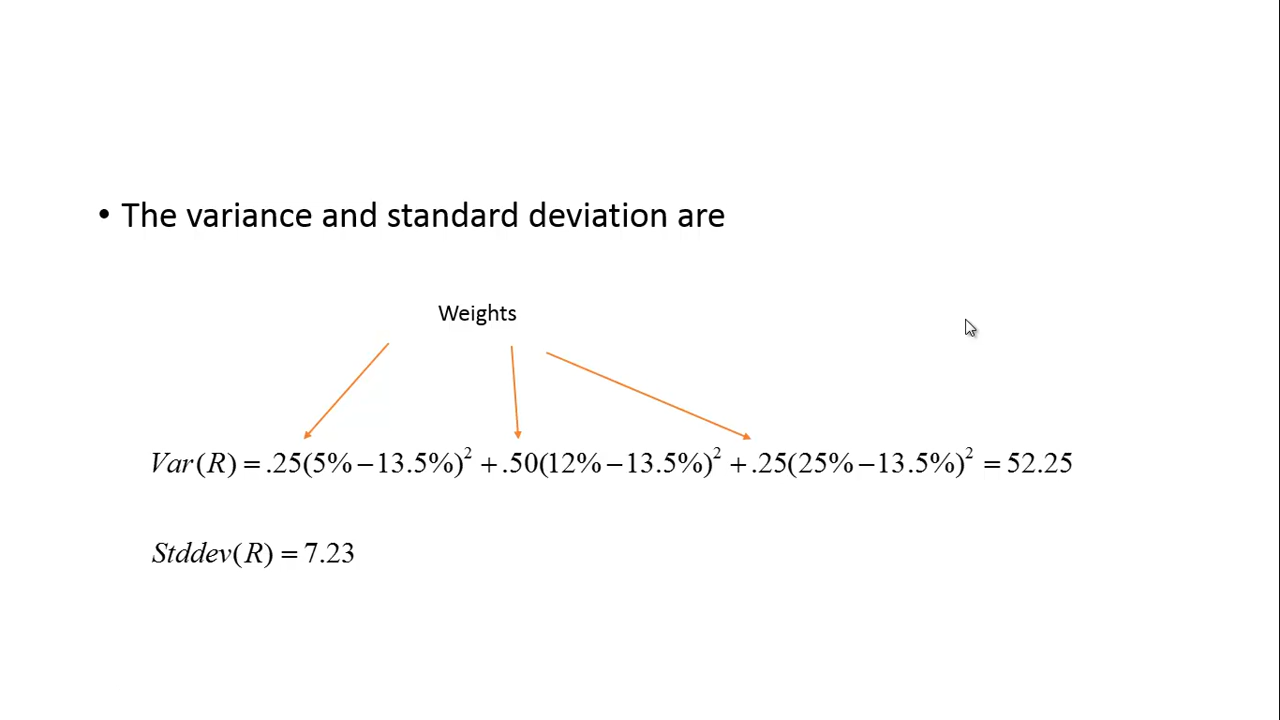 • The variance and standard deviation are
Weights
Var(R) = .25(5% − 13.5%)² + .50(12% − 13.5%)² + .25(25% − 13.5%)² = 52.25
Stddev(R) = 7.23